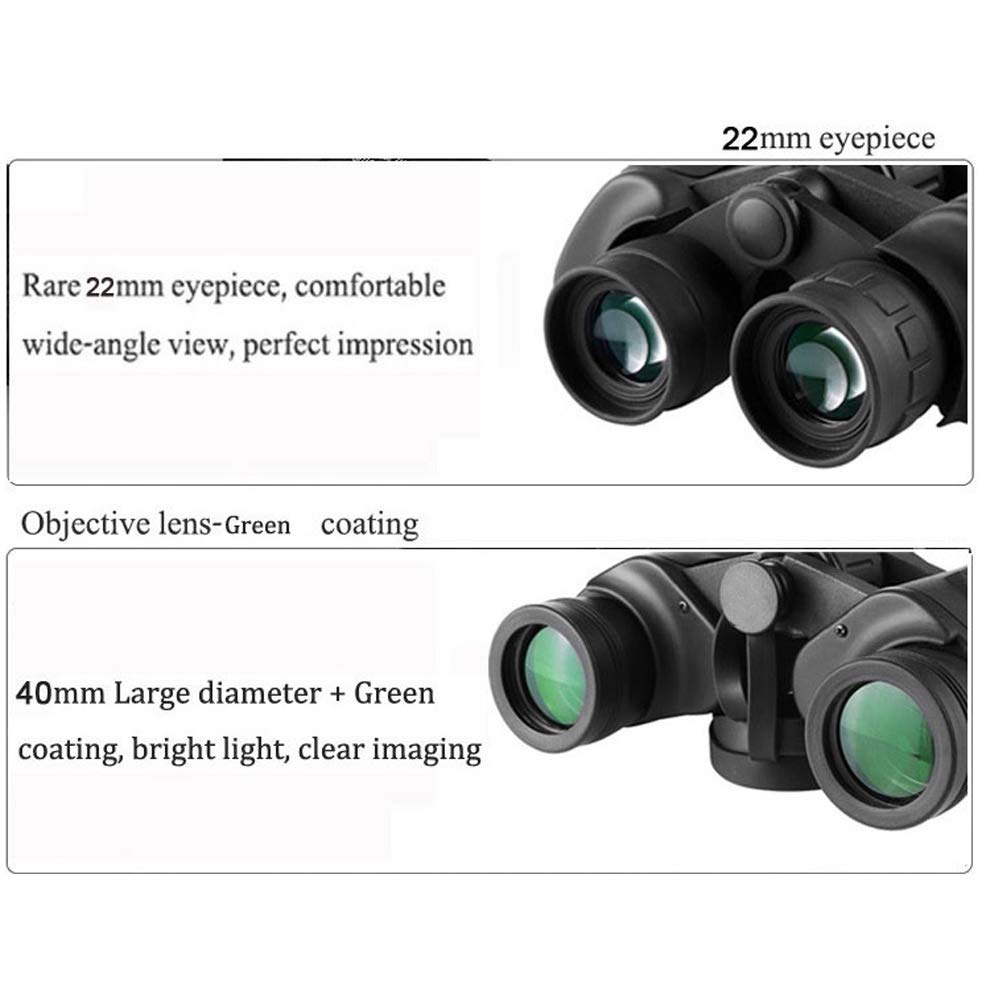 22mm eyepiece
Rare 22mm eyepiece, comfortable
wide-angle view, perfect impression
Objective lens-Green coating
40mm Large diameter + Green
coating, bright light, clear imaging